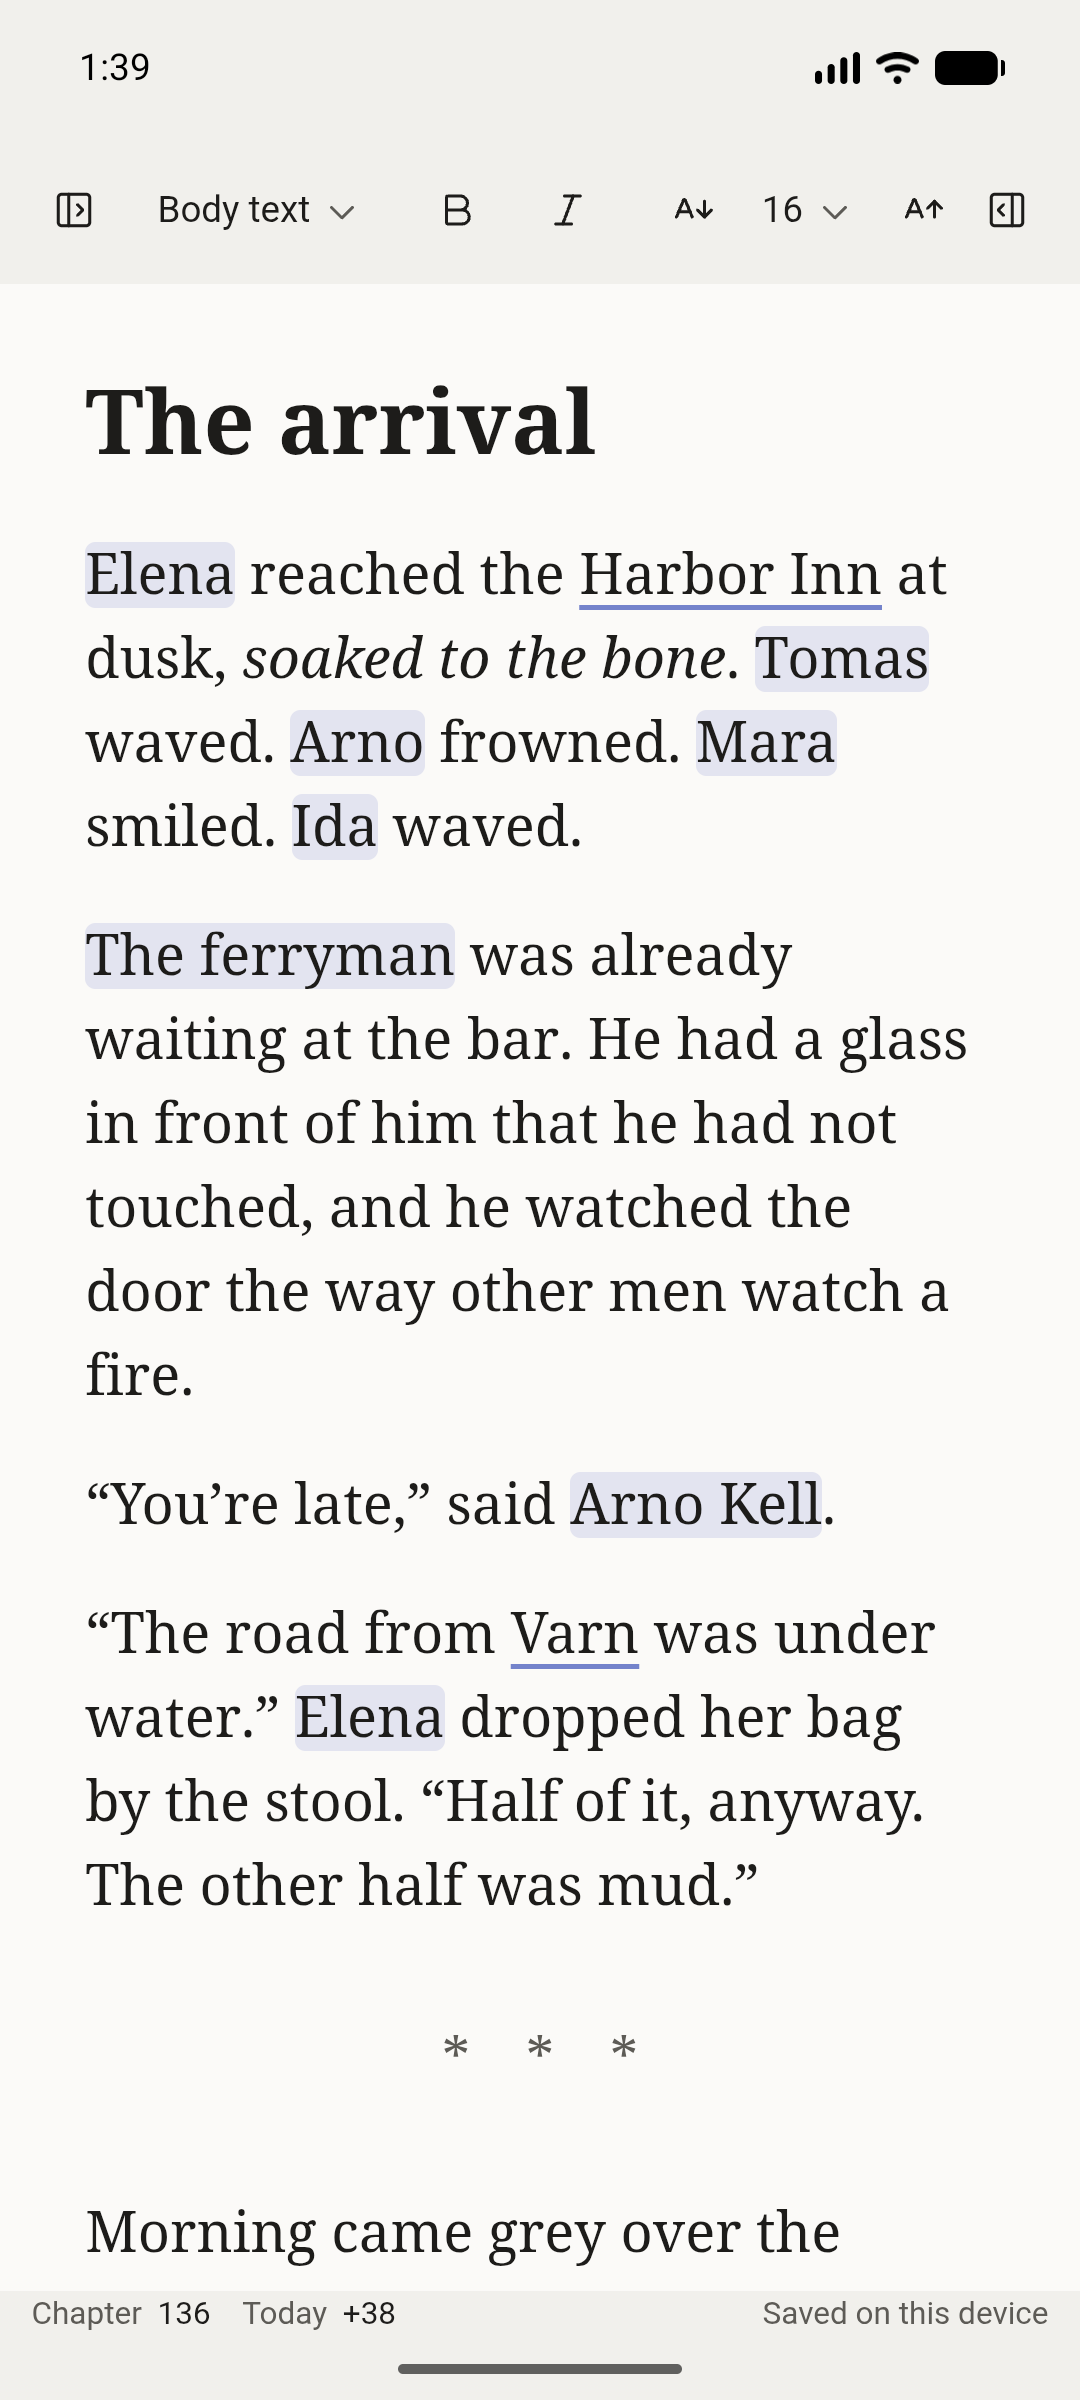 1:39
Body text 16
The arrival
Elena reached the Harbor Inn at
dusk, soaked to the bone. Tomas
waved. Arno frowned. Mara
smiled. Ida waved.
The ferryman was already
waiting at the bar. He had a glass
in front of him that he had not
touched, and he watched the
door the way other men watch a
fire.
“You’re late,” said Arno Kell.
“The road from Varn was under
water.” Elena dropped her bag
by the stool. “Half of it, anyway.
The other half was mud.”
* * *
Morning came grey over the
Chapter 136 Today +38 Saved on this device